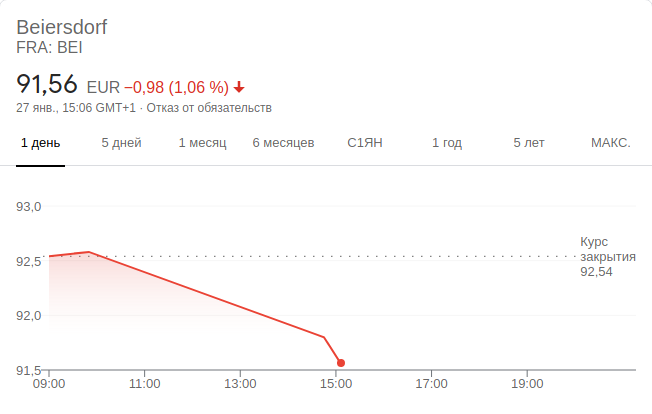 Beiersdorf
FRA: BEI
91,56 EUR −0,98 (1,06 %)
27 янв., 15:06 GMT+1 · Отказ от обязательств
1 день 5 дней 1 месяц 6 месяцев С1ЯН 1 год 5 лет МАКС.
93,0
92,5
92,0
91,5
Курс
закрытия
92,54
09:00 11:00 13:00 15:00 17:00 19:00